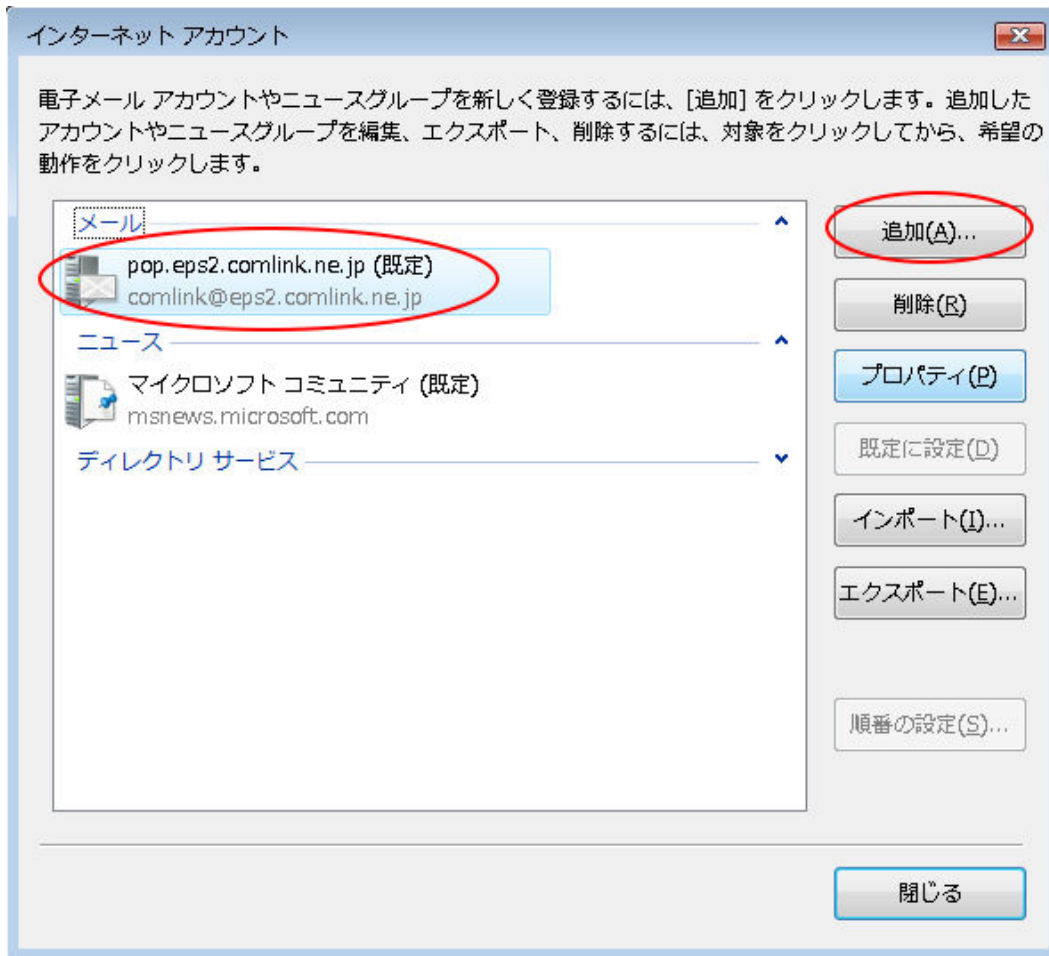 インターネット アカウント
電子メール アカウントやニュースグループを新しく登録するには、[追加] をクリックします。追加した
アカウントやニュースグループを編集、エクスポート、削除するには、対象をクリックしてから、希望の
動作をクリックします。
メール
pop.eps2.comlink.ne.jp (既定)
comlink@eps2.comlink.ne.jp
ニュース
マイクロソフト コミュニティ (既定)
msnews.microsoft.com
ディレクトリ サービス
追加(A)...
削除(R)
プロパティ(P)
既定に設定(D)
インポート(I)...
エクスポート(E)...
順番の設定(S)...
閉じる